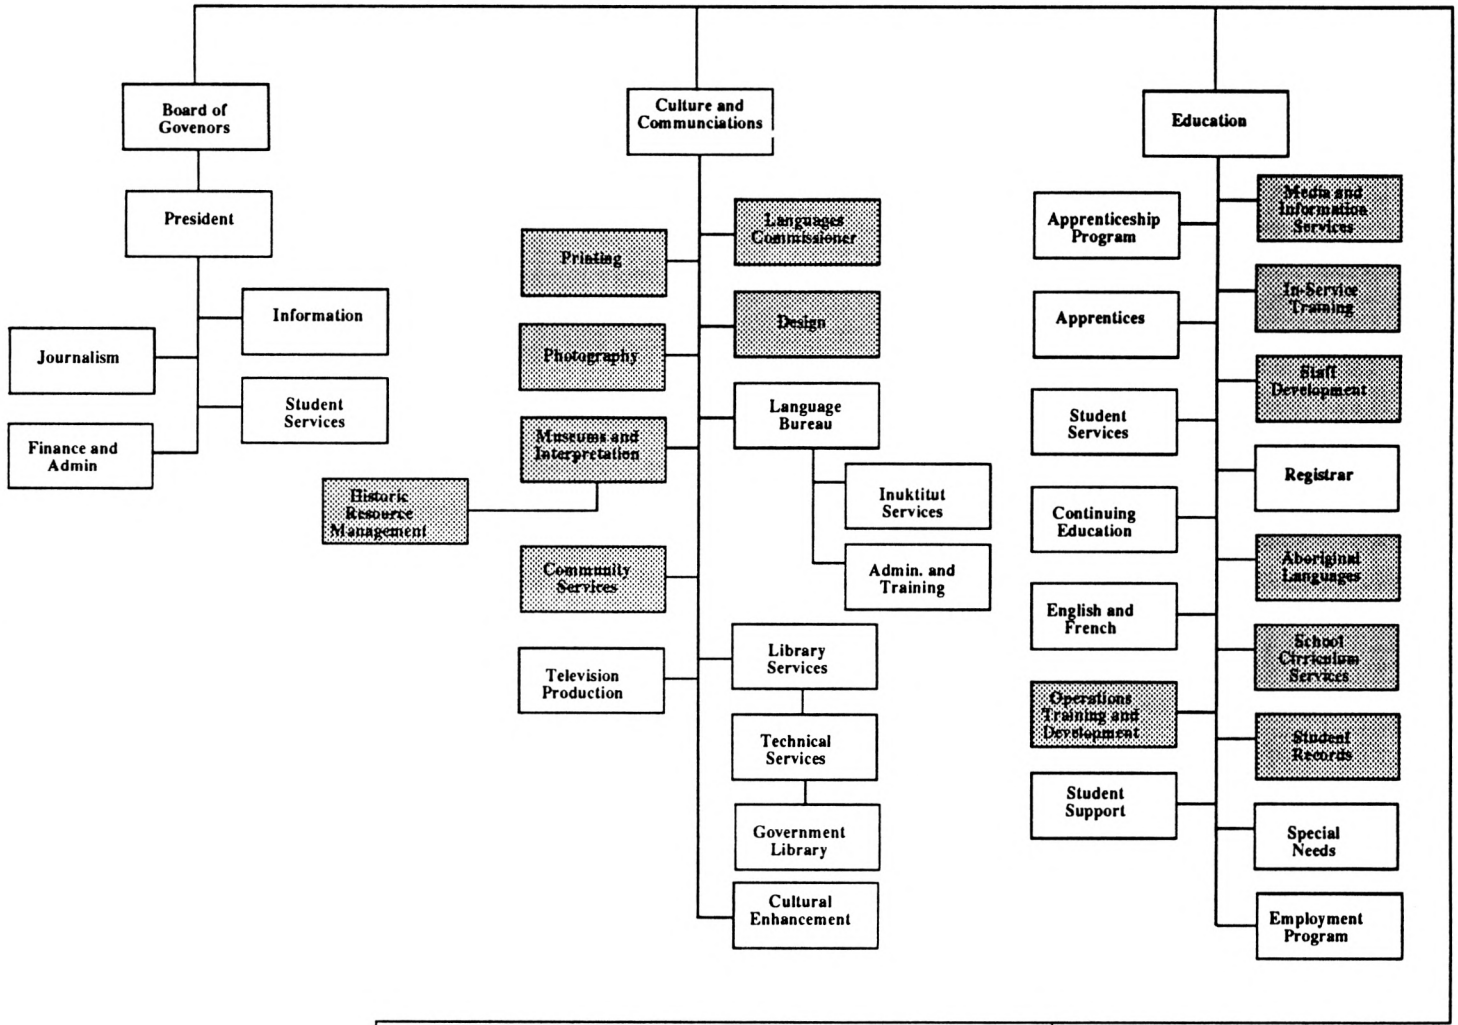 Board of
Govenors
President
Information
Journalism
Student
Services
Finance and
Admin
Culture and
Communciations
Languages
Commissioner
Printing
Design
Photography
Language
Bureau
Museums and
Interpretation
Historic
Resource
Management
Inuktitut
Services
Community
Services
Admin. and
Training
Library
Services
Television
Production
Technical
Services
Government
Library
Cultural
Enhancement
Education
Media and
Information
Services
Apprenticeship
Program
In-Service
Training
Apprentices
Staff
Development
Student
Services
Registrar
Continuing
Education
Aboriginal
Languages
English and
French
School
Cirriculum
Services
Operations
Training and
Development
Student
Records
Student
Support
Special
Needs
Employment
Program